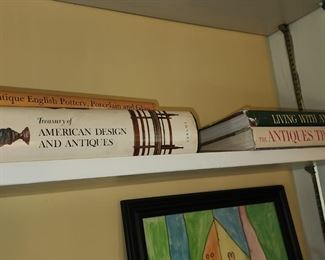 tique English Pottery, Porcelain and
Treasury of
AMERICAN DESIGN
AND ANTIQUES
LIVING WITH
THE ANTIQUES